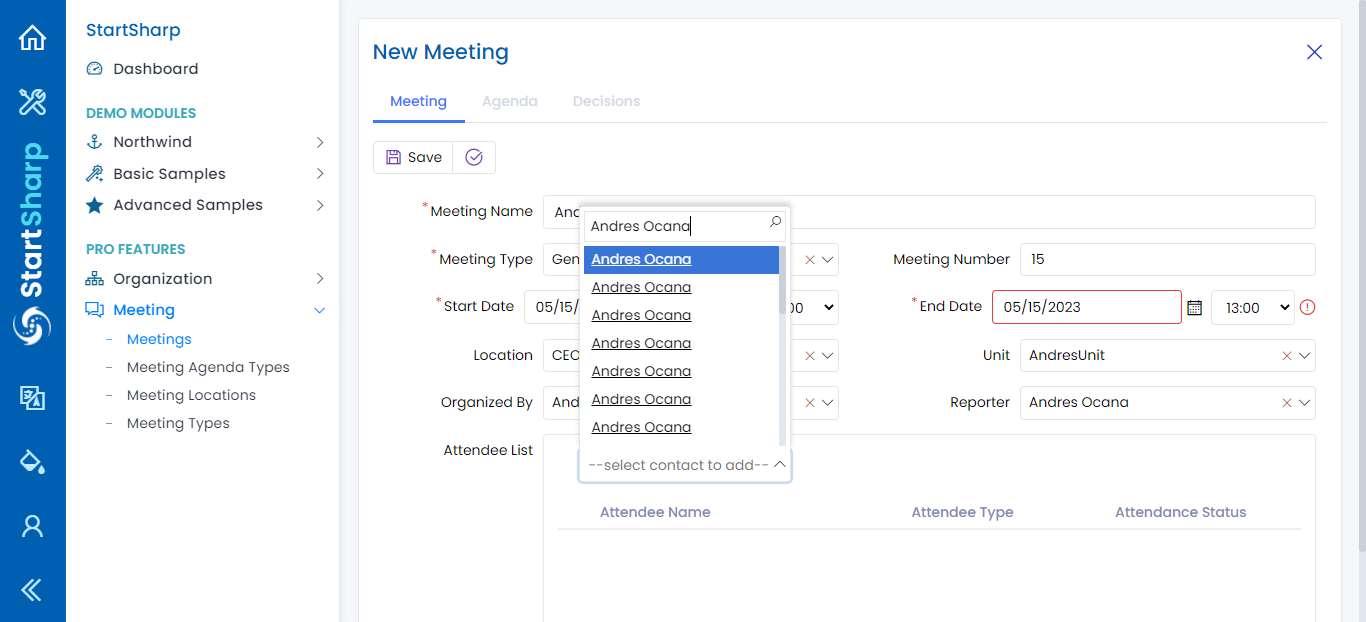 StartSharp
StartSharp
Dashboard
DEMO MODULES
Northwind
Basic Samples
Advanced Samples
PRO FEATURES
Organization
Meeting
Meetings
Meeting Agenda Types
Meeting Locations
Meeting Types
New Meeting
Meeting Agenda Decisions
Save
*Meeting Name And
Andres Ocana
*Meeting Type Gen
Meeting Number 15
Andres Ocana
Andres Ocana
*Start Date 05/15/ 00
*End Date 05/15/2023 13:00
Andres Ocana
Andres Ocana
Location CEO
Unit AndresUnit
Andres Ocana
Organized By And
Reporter Andres Ocana
Andres Ocana
Andres Ocana
Attendee List
--select contact to add--
Attendee Name Attendee Type Attendance Status